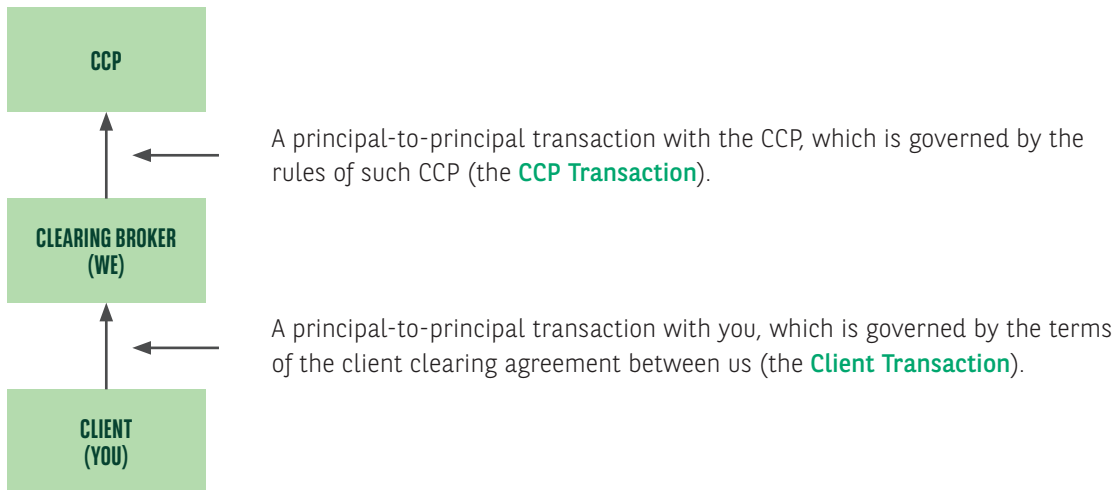 CCP
A principal-to-principal transaction with the CCP, which is governed by the
rules of such CCP (the CCP Transaction).
CLEARING BROKER
(WE)
A principal-to-principal transaction with you, which is governed by the terms
of the client clearing agreement between us (the Client Transaction).
CLIENT
(YOU)